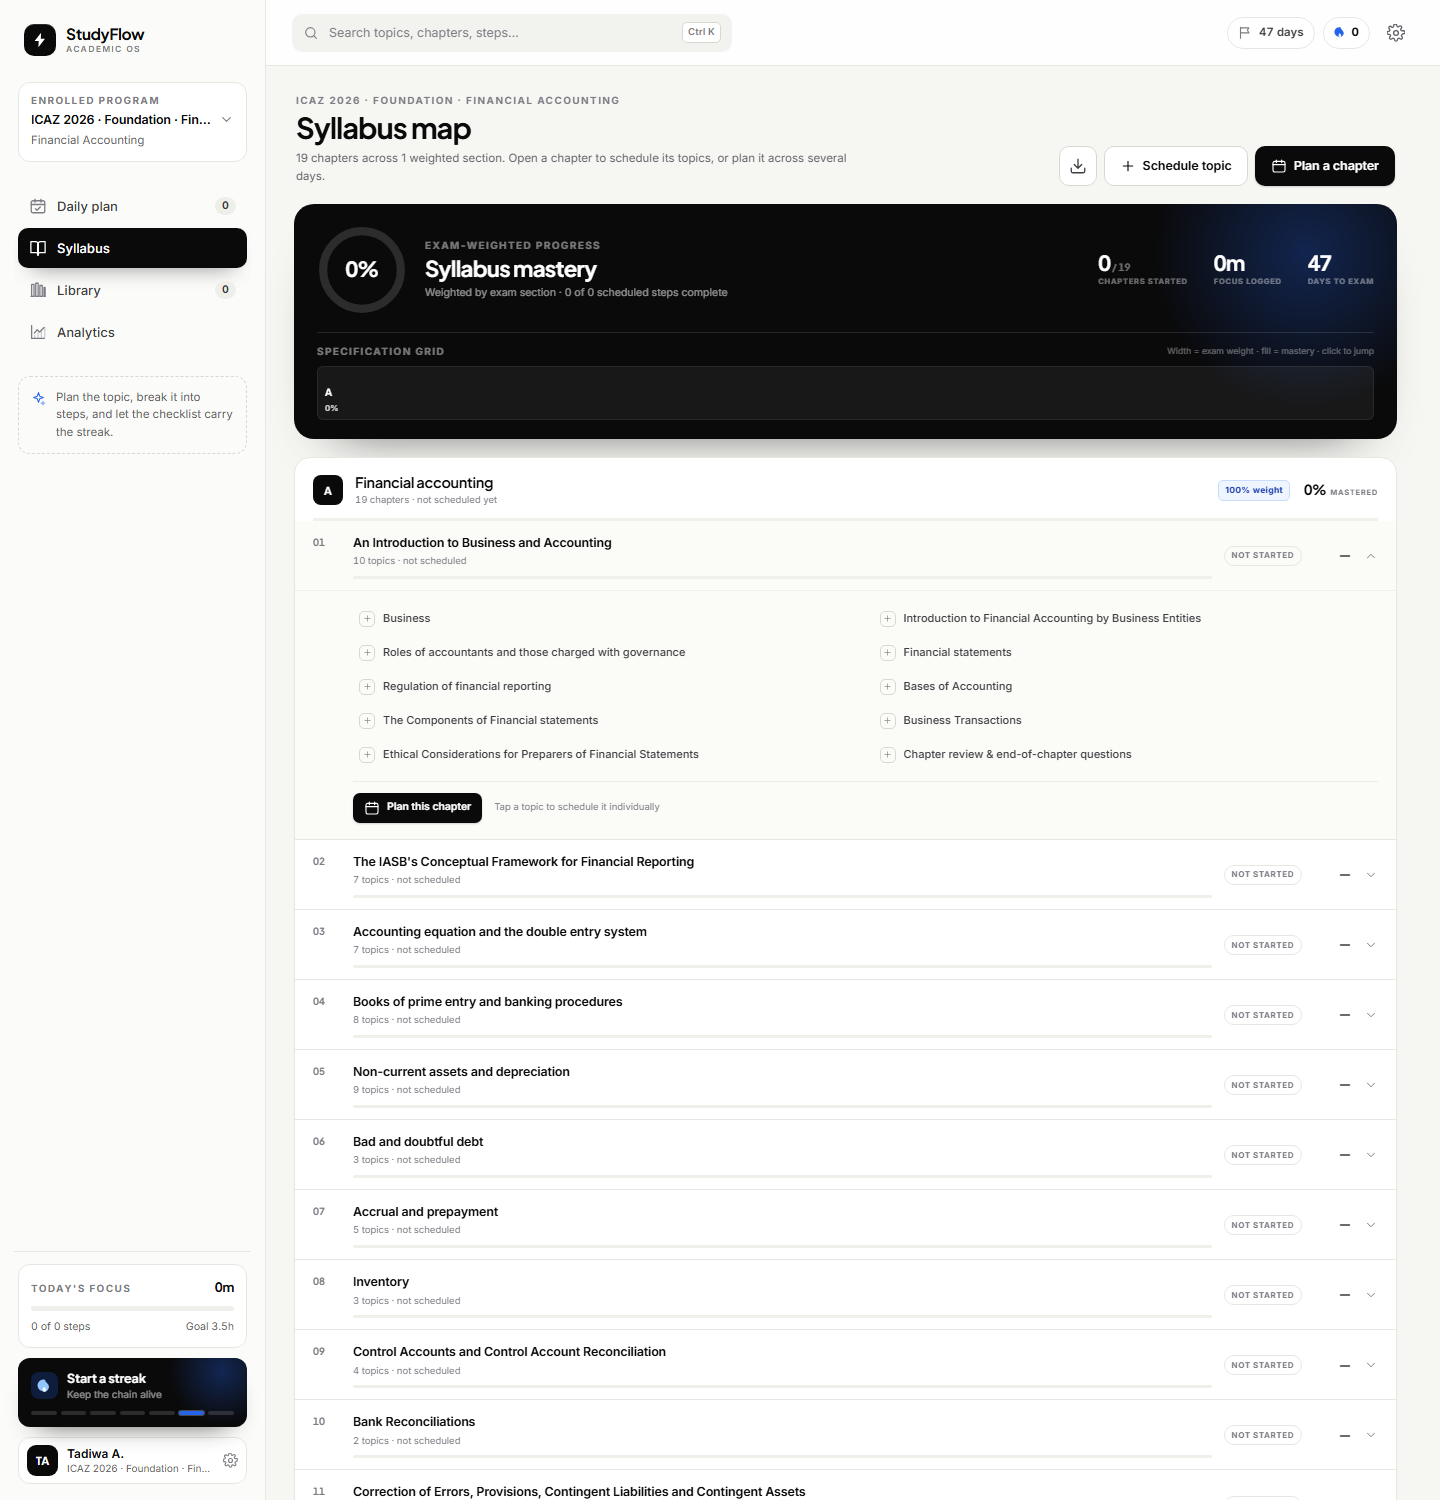 StudyFlow
ACADEMIC OS
ENROLLED PROGRAM
ICAZ 2026 · Foundation · Fin...
Financial Accounting
Daily plan 0
Syllabus
Library 0
Analytics
Plan the topic, break it into
steps, and let the checklist carry
the streak.
TODAY'S FOCUS 0m
0 of 0 steps Goal 3.5h
Start a streak
Keep the chain alive
TA
Tadiwa A.
ICAZ 2026 · Foundation · Fin...
Search topics, chapters, steps... Ctrl K
47 days 0
ICAZ 2026 · FOUNDATION · FINANCIAL ACCOUNTING
Syllabus map
19 chapters across 1 weighted section. Open a chapter to schedule its topics, or plan it across several
days.
Schedule topic
Plan a chapter
0%
EXAM-WEIGHTED PROGRESS
Syllabus mastery
Weighted by exam section · 0 of 0 scheduled steps complete
0/19
CHAPTERS STARTED
0m
FOCUS LOGGED
47
DAYS TO EXAM
SPECIFICATION GRID
Width = exam weight · fill = mastery · click to jump
A
0%
A
Financial accounting
19 chapters · not scheduled yet
100% weight
0% MASTERED
01
An Introduction to Business and Accounting
10 topics · not scheduled
NOT STARTED —
Business
Introduction to Financial Accounting by Business Entities
Roles of accountants and those charged with governance
Financial statements
Regulation of financial reporting
Bases of Accounting
The Components of Financial statements
Business Transactions
Ethical Considerations for Preparers of Financial Statements
Chapter review & end-of-chapter questions
Plan this chapter
Tap a topic to schedule it individually
02
The IASB's Conceptual Framework for Financial Reporting
7 topics · not scheduled
NOT STARTED —
03
Accounting equation and the double entry system
7 topics · not scheduled
NOT STARTED —
04
Books of prime entry and banking procedures
8 topics · not scheduled
NOT STARTED —
05
Non-current assets and depreciation
9 topics · not scheduled
NOT STARTED —
06
Bad and doubtful debt
3 topics · not scheduled
NOT STARTED —
07
Accrual and prepayment
5 topics · not scheduled
NOT STARTED —
08
Inventory
3 topics · not scheduled
NOT STARTED —
09
Control Accounts and Control Account Reconciliation
4 topics · not scheduled
NOT STARTED —
10
Bank Reconciliations
2 topics · not scheduled
NOT STARTED —
11
Correction of Errors, Provisions, Contingent Liabilities and Contingent Assets